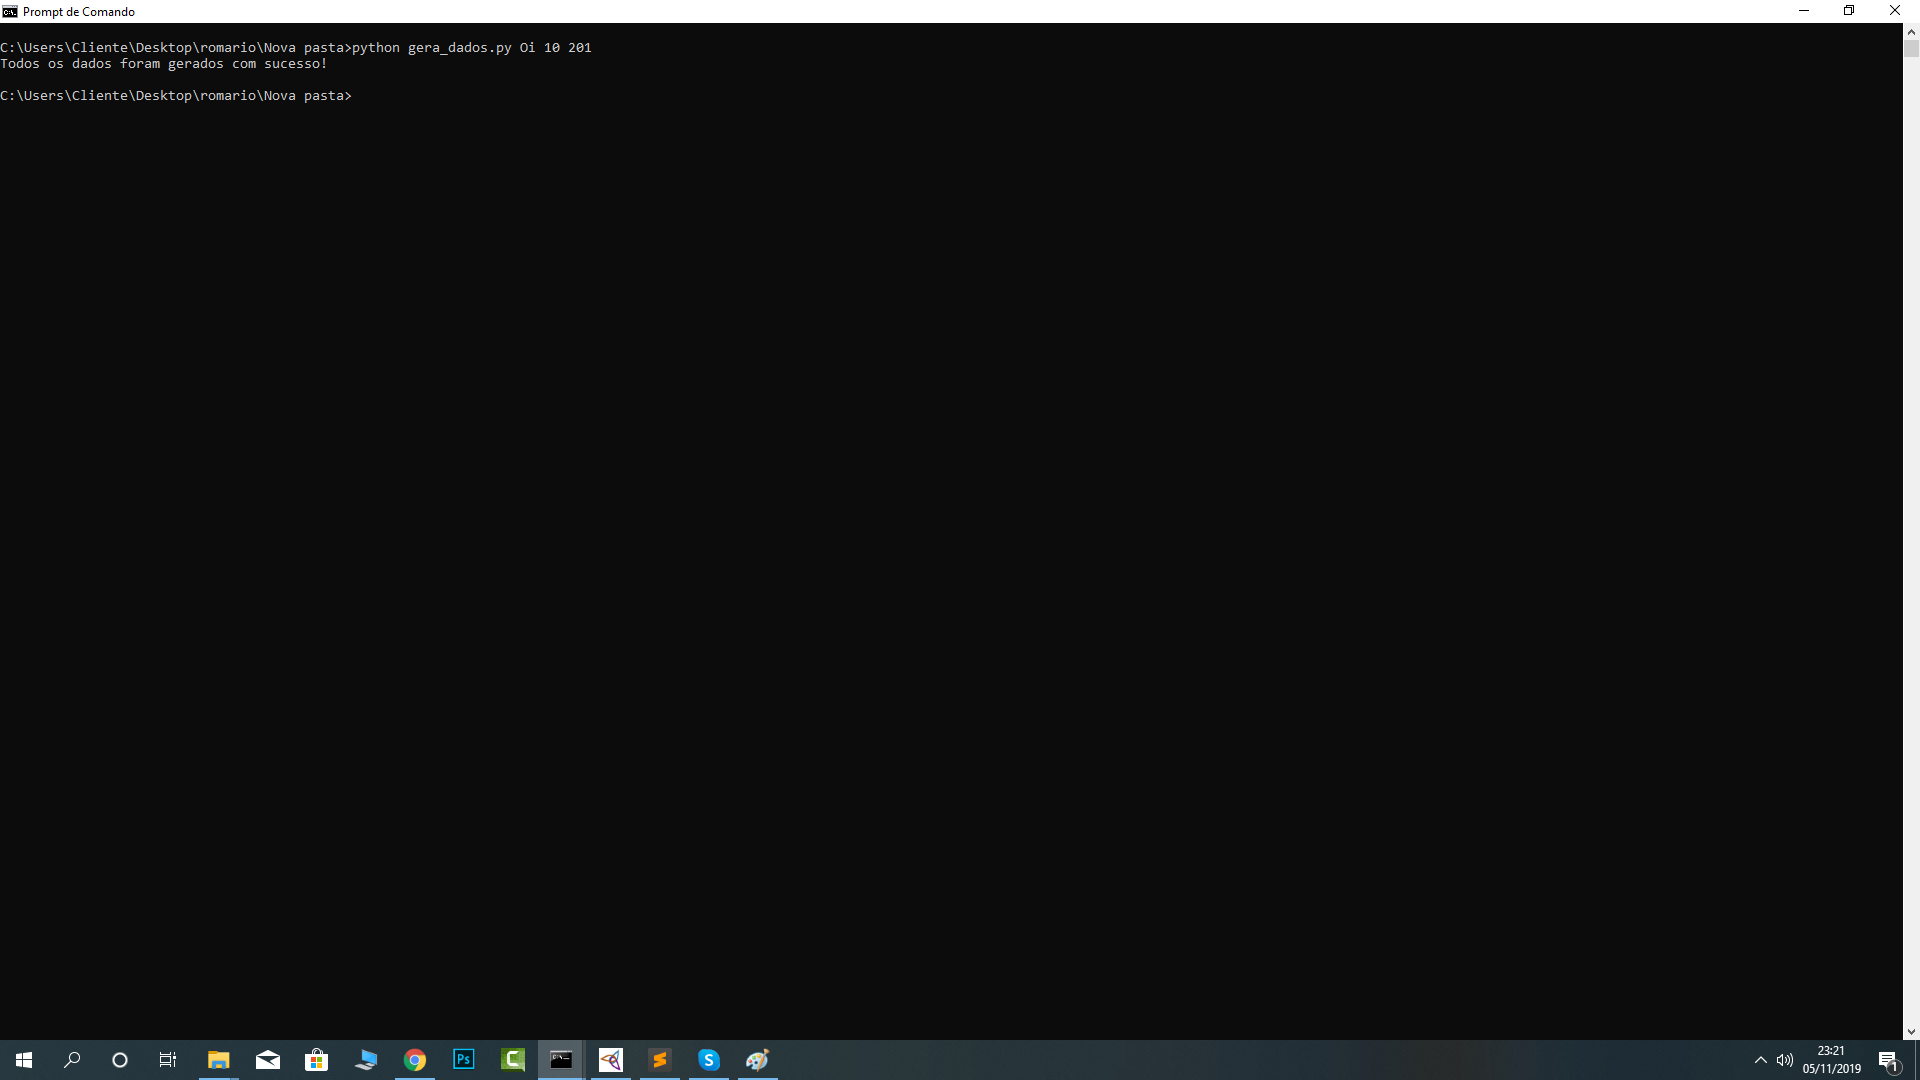 Prompt de Comando
C:\Users\Cliente\Desktop\romario\Nova pasta>python gera_dados.py Oi 10 201
Todos os dados foram gerados com sucesso!
C:\Users\Cliente\Desktop\romario\Nova pasta>
Ps
S
23:21
05/11/2019
1